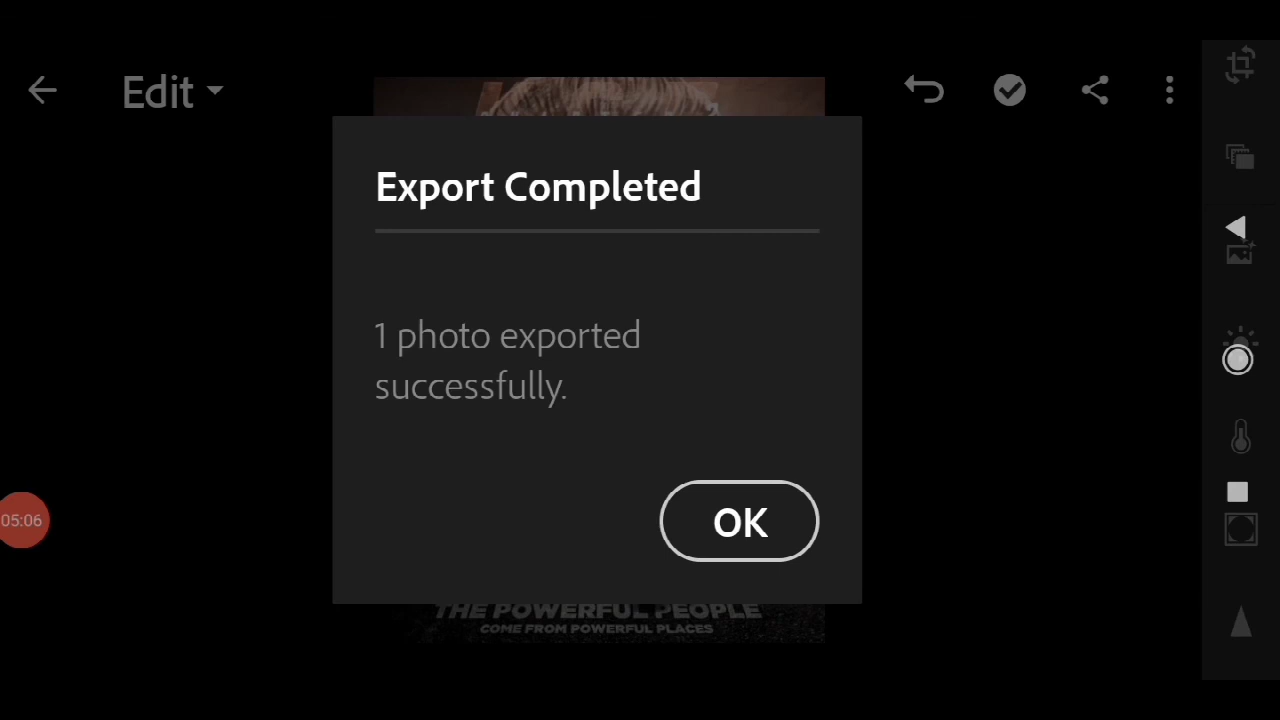 Edit
Export Completed
1 photo exported
successfully.
OK
05:06
THE POWERFUL PEOPLE
COME FROM POWERFUL PLACES